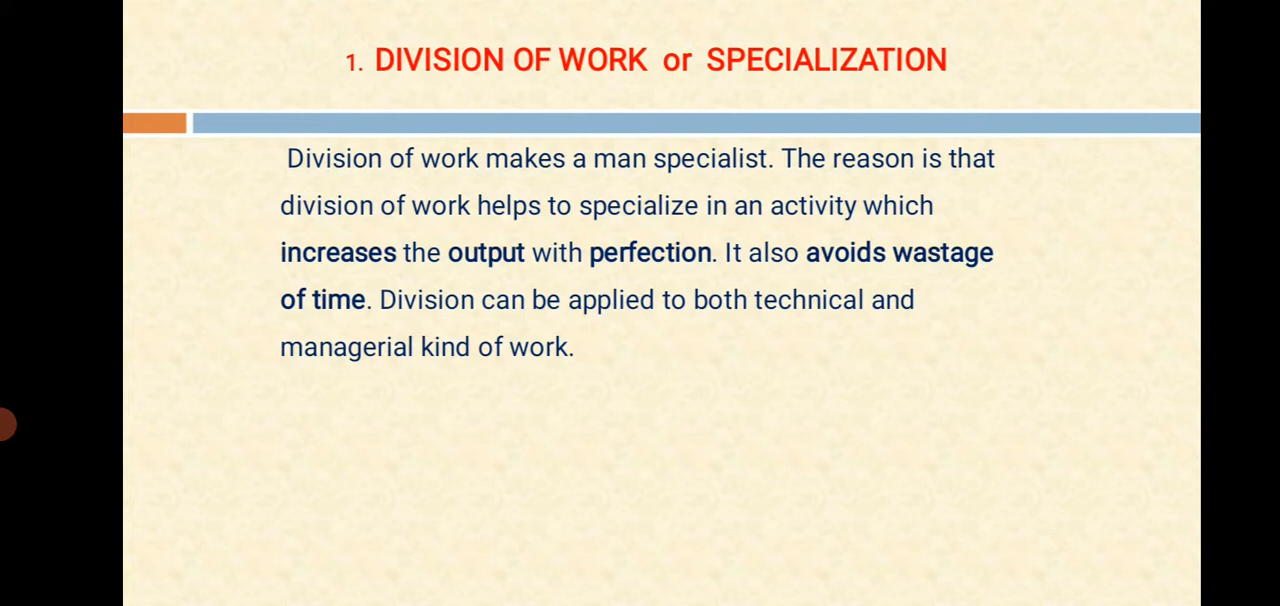 1. DIVISION OF WORK or SPECIALIZATION
Division of work makes a man specialist. The reason is that
division of work helps to specialize in an activity which
increases the output with perfection. It also avoids wastage
of time. Division can be applied to both technical and
managerial kind of work.